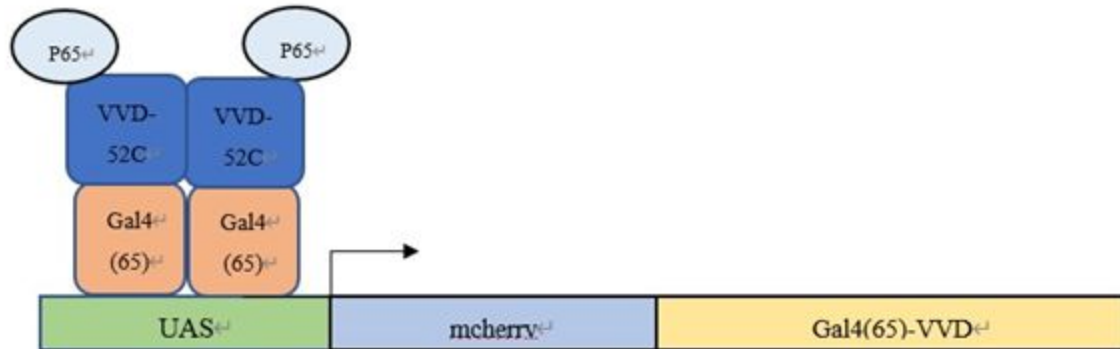 P65↵ P65↵
VVD- VVD-
52C↵ 52C↵
Gal4↵ Gal4↵
(65)↵ (65)↵
UAS↵ mcherry↵ Gal4(65)-VVD↵